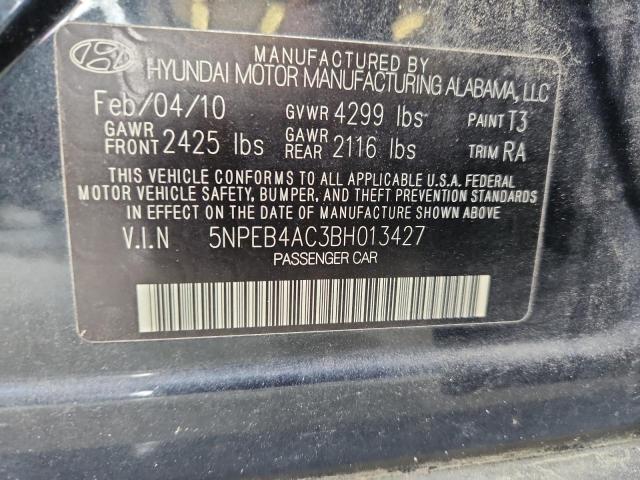 MANUFACTURED BY
HYUNDAI MOTOR MANUFACTURING ALABAMA, LLC
Feb/04/10 GVWR 4299 lbs PAINT T3
GAWR FRONT 2425 lbs GAWR REAR 2116 lbs TRIM RA
THIS VEHICLE CONFORMS TO ALL APPLICABLE U.S.A. FEDERAL
MOTOR VEHICLE SAFETY, BUMPER, AND THEFT PREVENTION STANDARDS
IN EFFECT ON THE DATE OF MANUFACTURE SHOWN ABOVE
V.I.N 5NPEB4AC3BH013427
PASSENGER CAR